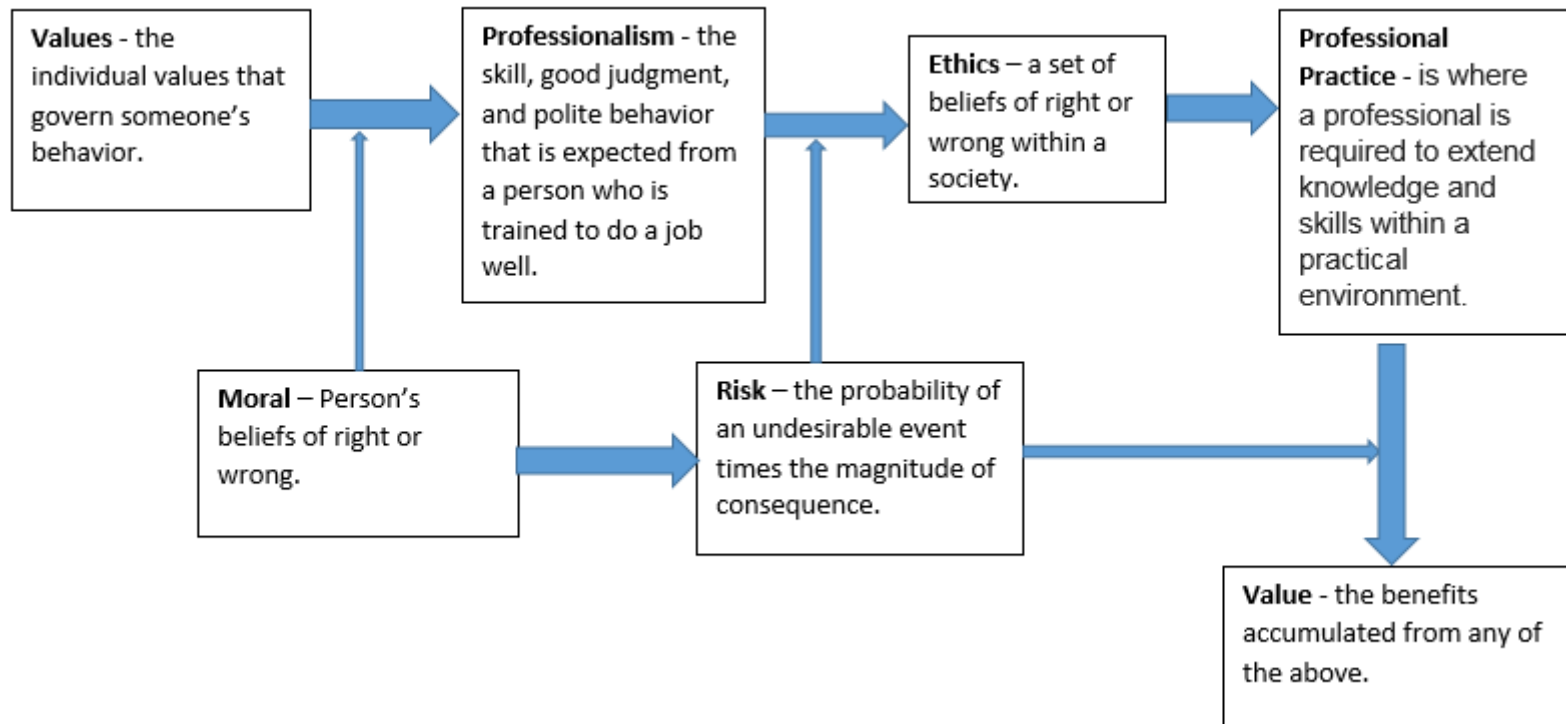 Values - the
individual values that
govern someone’s
behavior.
Professionalism - the
skill, good judgment,
and polite behavior
that is expected from
a person who is
trained to do a job
well.
Ethics – a set of
beliefs of right or
wrong within a
society.
Professional
Practice - is where
a professional is
required to extend
knowledge and
skills within a
practical
environment.
Moral – Person’s
beliefs of right or
wrong.
Risk – the probability of
an undesirable event
times the magnitude of
consequence.
Value - the benefits
accumulated from any of
the above.